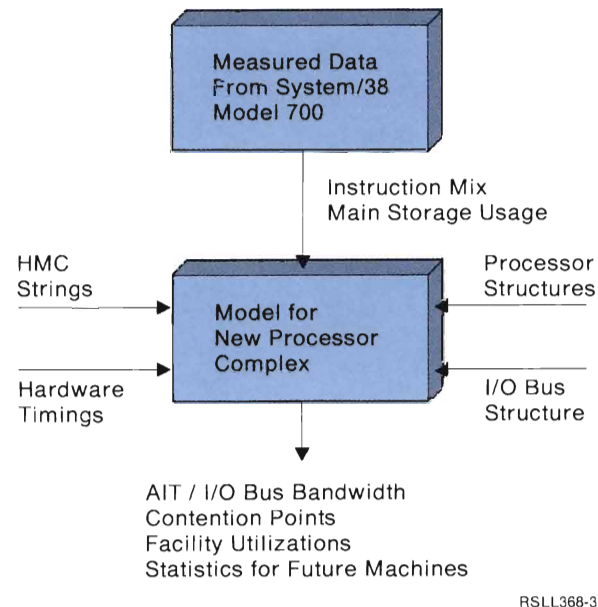 Measured Data
From System/38
Model 700
Instruction Mix
Main Storage Usage
HMC
Strings
Processor
Structures
Model for
New Processor
Complex
Hardware
Timings
I/O Bus
Structure
AIT / I/O Bus Bandwidth
Contention Points
Facility Utilizations
Statistics for Future Machines
RSLL368-3